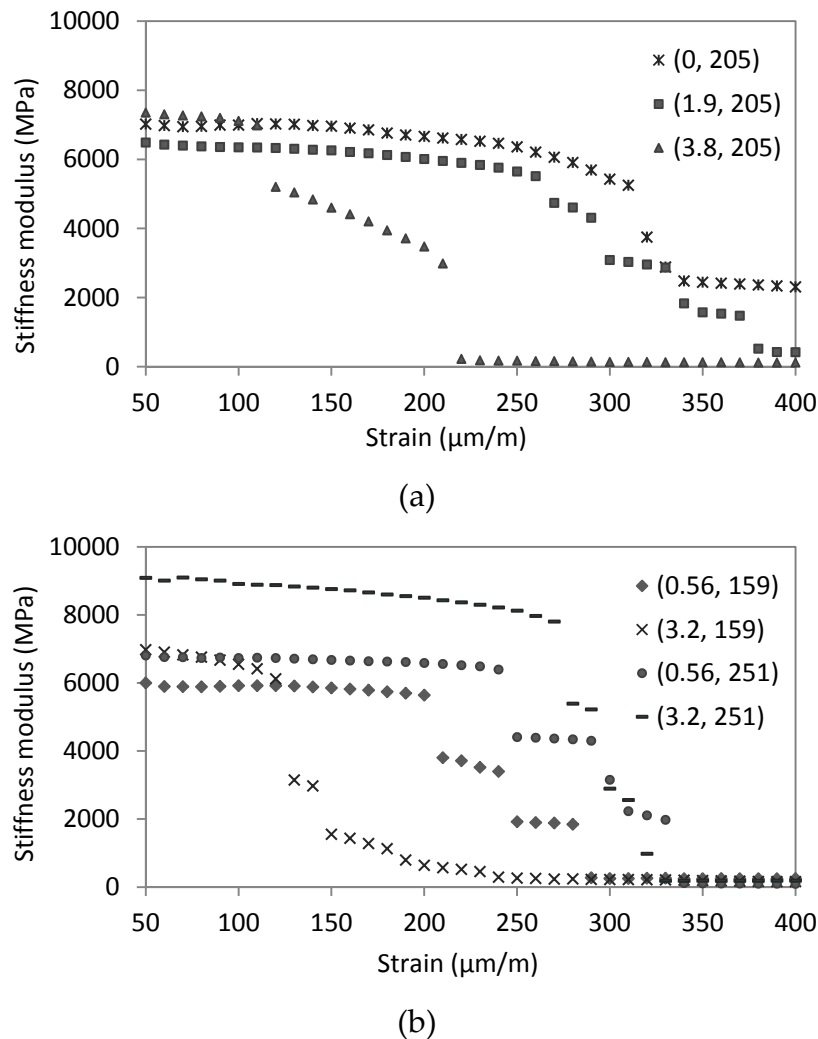 10000
8000
6000
4000
2000
0
Stiffness modulus (MPa)
(0, 205)
(1.9, 205)
(3.8, 205)
50 100 150 200 250 300 350 400
Strain (μm/m)
(a)
10000
8000
6000
4000
2000
0
Stiffness modulus (MPa)
(0.56, 159)
(3.2, 159)
(0.56, 251)
(3.2, 251)
50 100 150 200 250 300 350 400
Strain (μm/m)
(b)